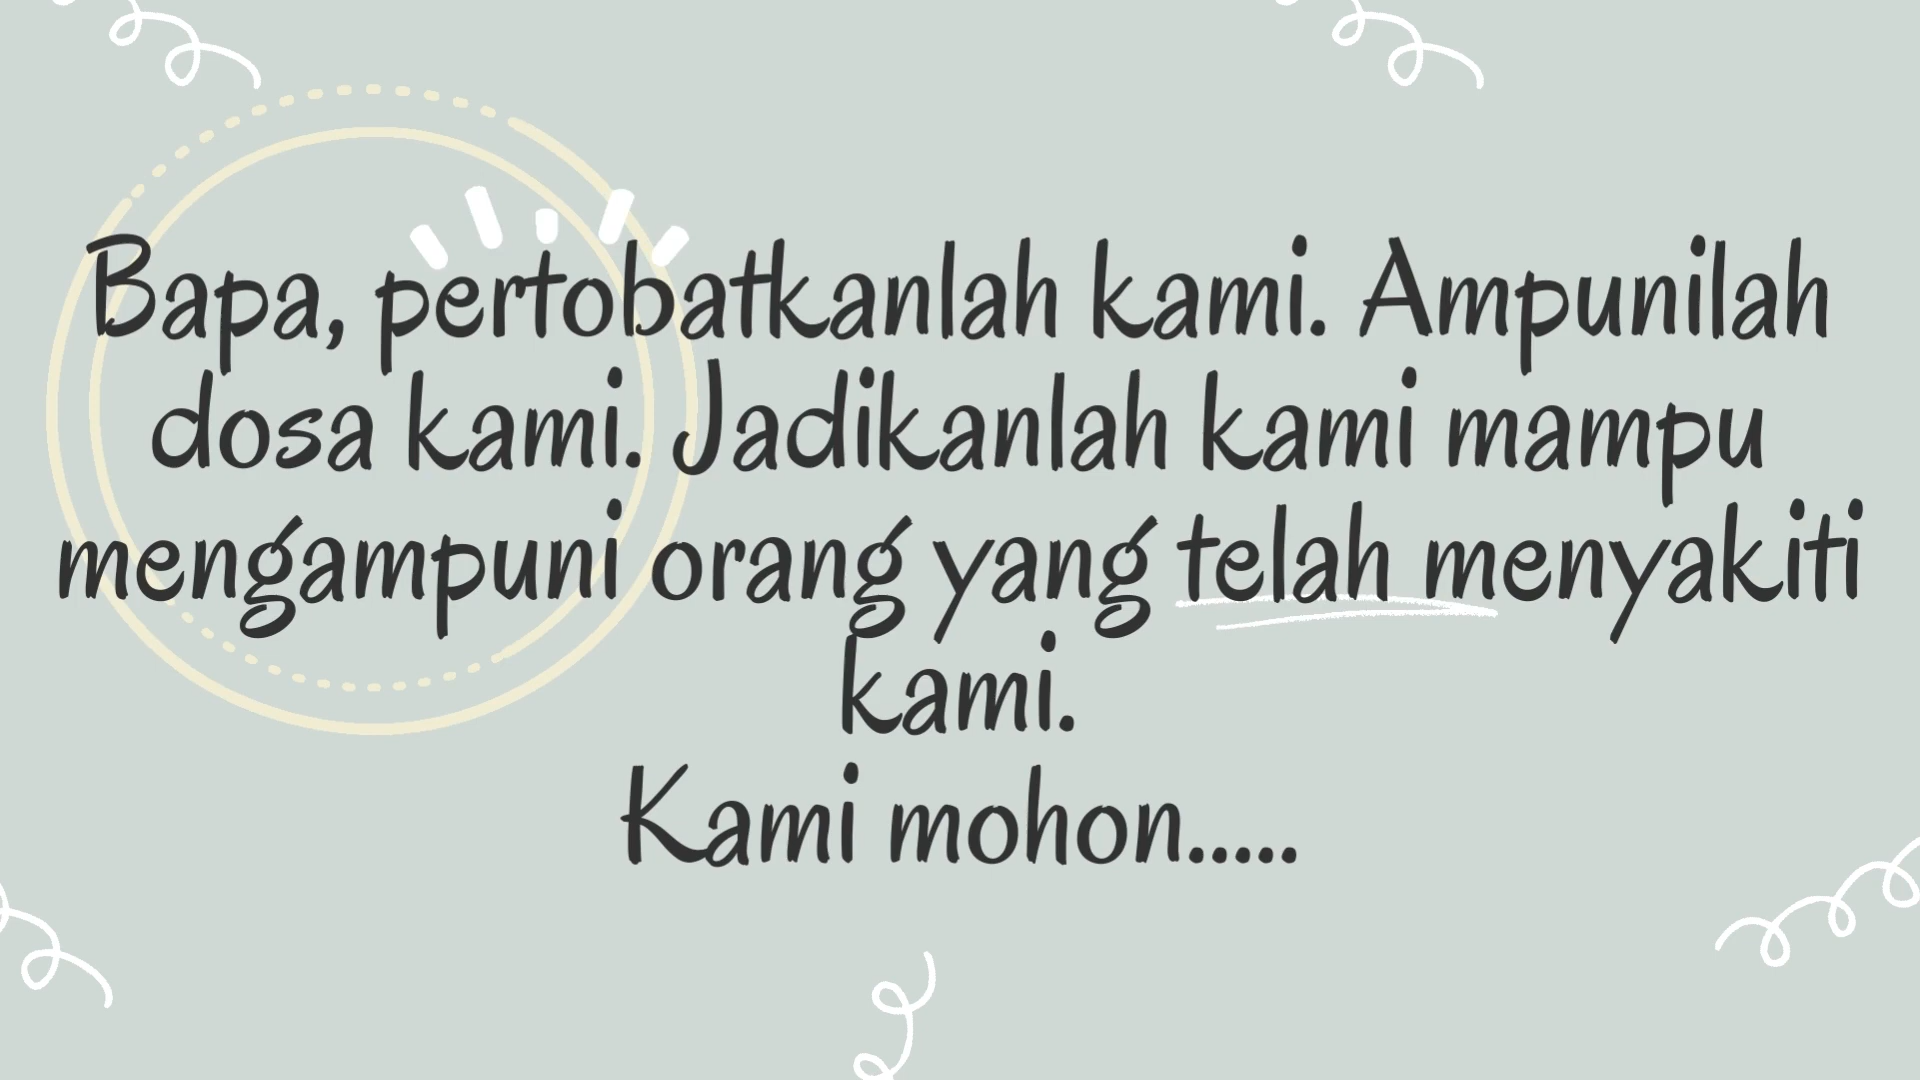 Bapa, pertobatkanlah kami. Ampunilah
dosa kami. Jadikanlah kami mampu
mengampuni orang yang telah menyakiti
kami.
Kami mohon.....